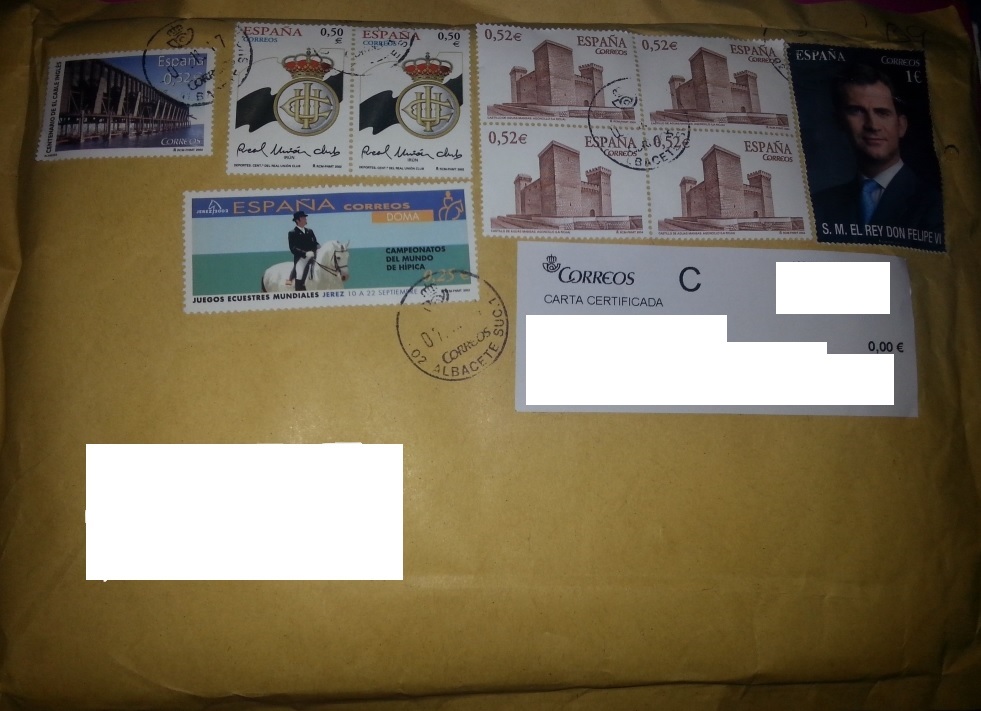 CENTENARIO DE EL CABLE INGLÉS
España
CORREOS
ESPAÑA 0,50
CORREOS €
Real Unión Club
IRÚN
ESPAÑA 0,50
CORREOS €
Real Unión Club
IRÚN
0,52€ ESPAÑA
CORREOS
0,52€ ESPAÑA
CORREOS
0,52€ ESPAÑA
CORREOS
0,52€ ESPAÑA
CORREOS
ALBACETE
ESPAÑA CORREOS
1€
S. M. EL REY DON FELIPE VI
ESPAÑA CORREOS
DOMA
CAMPEONATOS
DEL MUNDO
DE HÍPICA
0,25 €
JUEGOS ECUESTRES MUNDIALES JEREZ 10 A 22 SEPTIEMBRE
CORREOS
02 ALBACETE SUC.1
CORREOS C
CARTA CERTIFICADA
0,00 €